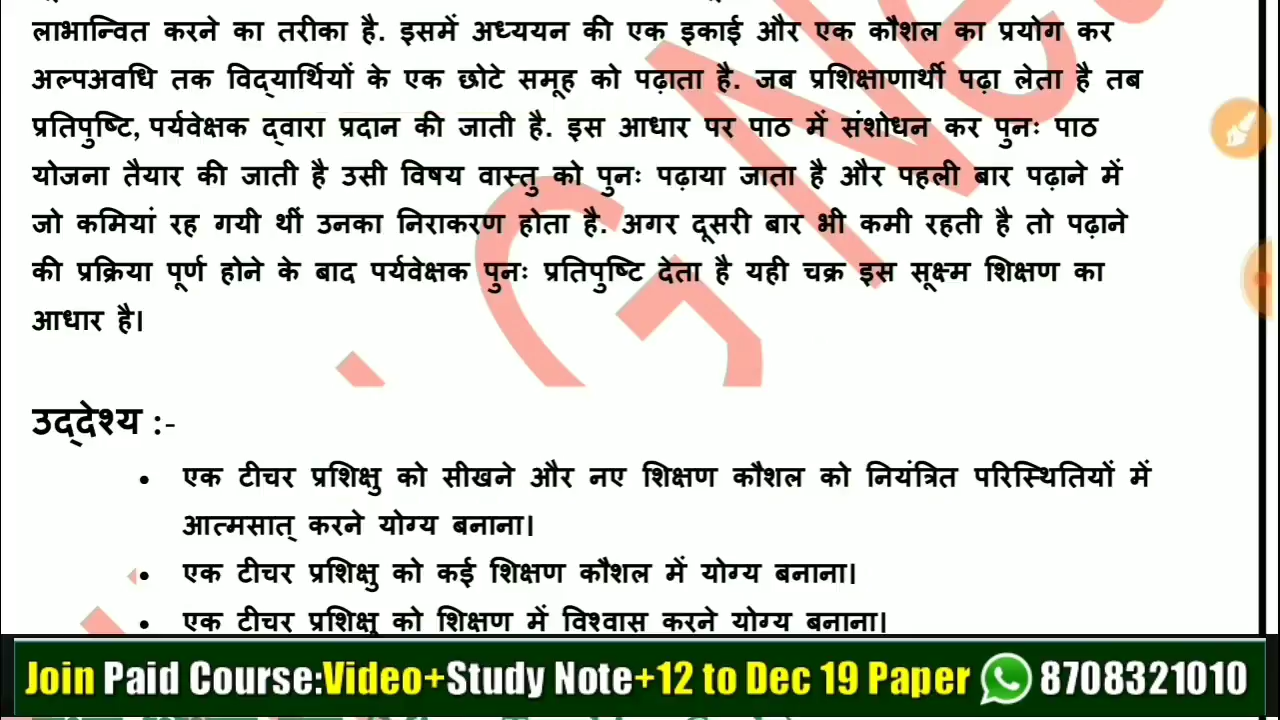 लाभान्वित करने का तरीका है. इसमें अध्ययन की एक इकाई और एक कौशल का प्रयोग कर
अल्पअवधि तक विद्यार्थियों के एक छोटे समूह को पढ़ाता है. जब प्रशिक्षाणार्थी पढ़ा लेता है तब
प्रतिपुष्टि, पर्यवेक्षक द्वारा प्रदान की जाती है. इस आधार पर पाठ में संशोधन कर पुनः पाठ
योजना तैयार की जाती है उसी विषय वास्तु को पुनः पढ़ाया जाता है और पहली बार पढ़ाने में
जो कमियां रह गयी थीं उनका निराकरण होता है. अगर दूसरी बार भी कमी रहती है तो पढ़ाने
की प्रक्रिया पूर्ण होने के बाद पर्यवेक्षक पुनः प्रतिपुष्टि देता है यही चक्र इस सूक्ष्म शिक्षण का
आधार है।
उद्देश्य :-
• एक टीचर प्रशिक्षु को सीखने और नए शिक्षण कौशल को नियंत्रित परिस्थितियों में
आत्मसात् करने योग्य बनाना।
• एक टीचर प्रशिक्षु को कई शिक्षण कौशल में योग्य बनाना।
• एक टीचर प्रशिक्षु को शिक्षण में विश्वास करने योग्य बनाना।
Join Paid Course:Video+Study Note+12 to Dec 19 Paper 8708321010